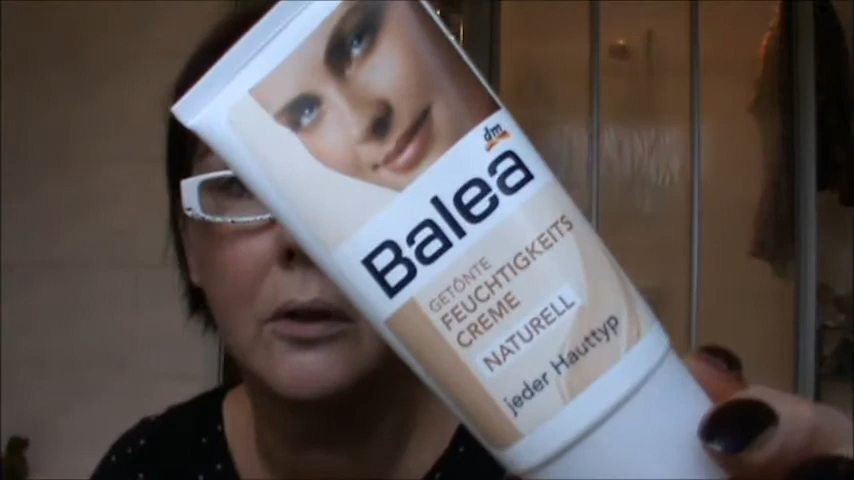 dm
Balea
GETÖNTE
FEUCHTIGKEITS
CREME
NATURELL
jeder Hauttyp